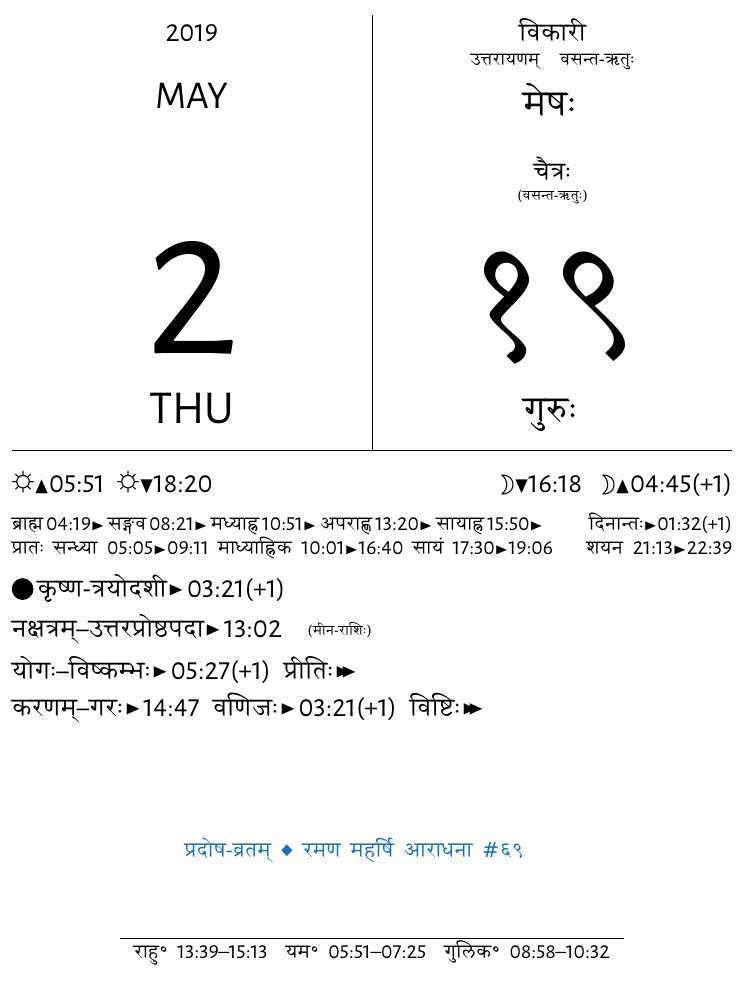 2019
MAY
2
THU
विकारी
उत्तरायणम् वसन्त-ऋतुः
मेषः
चैत्रः
(वसन्त-ऋतुः)
१९
गुरुः
☼▲05:51 ☼▼18:20 ☽▼16:18 ☽▲04:45(+1)
ब्राह्म 04:19► सङ्गव 08:21► मध्याह्न 10:51► अपराह्ण 13:20► सायाह्न 15:50► दिनान्तः►01:32(+1)
प्रातः सन्ध्या 05:05►09:11 माध्याह्निक 10:01►16:40 सायं 17:30►19:06 शयन 21:13►22:39
कृष्ण-त्रयोदशी► 03:21(+1)
नक्षत्रम्–उत्तरप्रोष्ठपदा►13:02 (मीन-राशिः)
योगः–विष्कम्भः► 05:27(+1) प्रीतिः►►
करणम्–गरः►14:47 वणिजः►03:21(+1) विष्टिः►►
प्रदोष-व्रतम् ◆ रमण महर्षि आराधना #६९
राहु॰ 13:39–15:13 यम॰ 05:51–07:25 गुलिक॰ 08:58–10:32